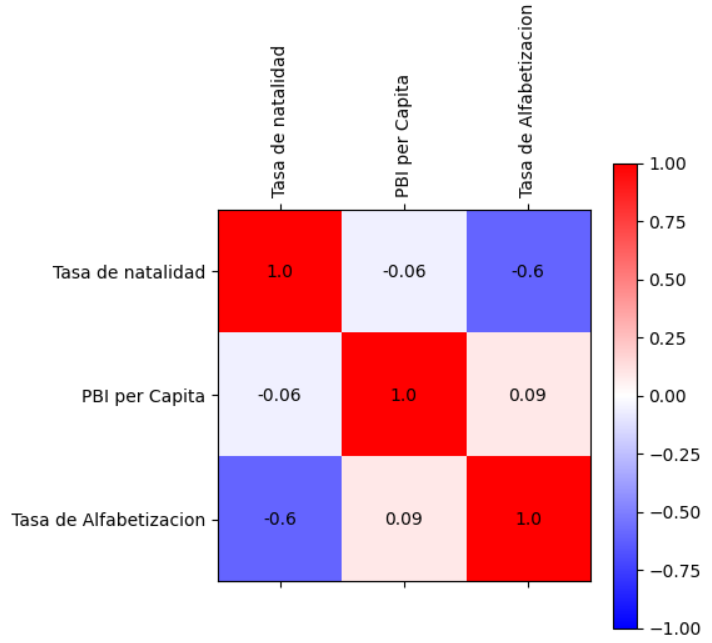 Tasa de natalidad
PBI per Capita
Tasa de Alfabetizacion
Tasa de natalidad 1.0 -0.06 -0.6
PBI per Capita -0.06 1.0 0.09
Tasa de Alfabetizacion -0.6 0.09 1.0
1.00
0.75
0.50
0.25
0.00
−0.25
−0.50
−0.75
−1.00